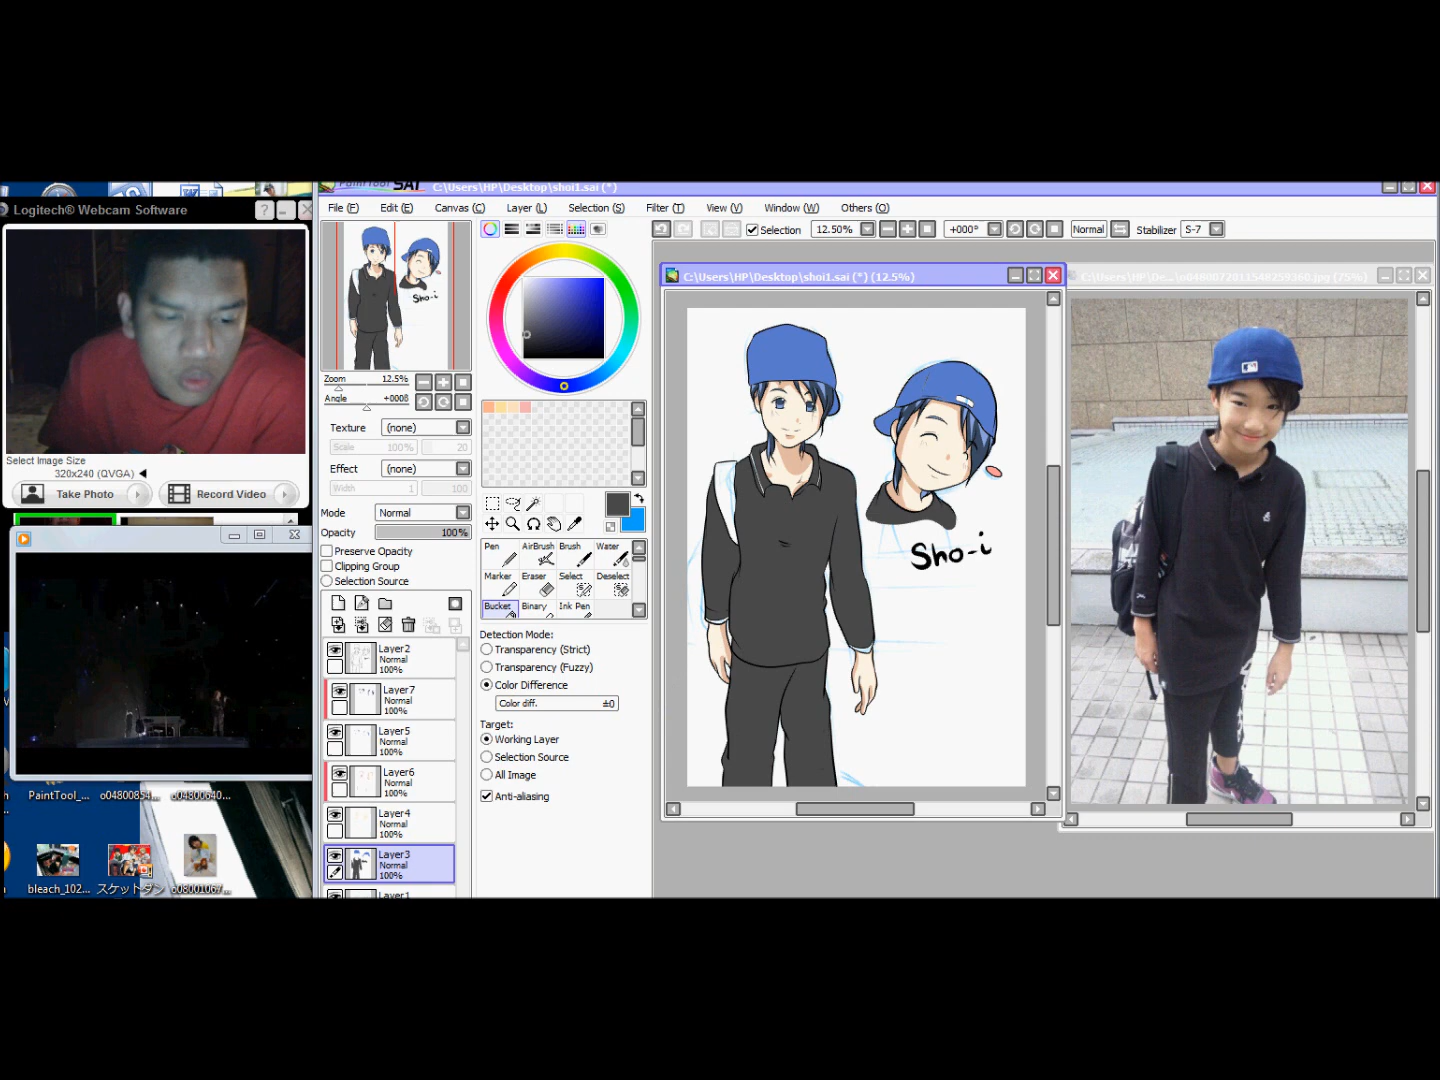 PaintTool SAI C:\Users\HP\Desktop\shoi1.sai (*)
Logitech® Webcam Software
File (F) Edit (E) Canvas (C) Layer (L) Selection (S) Filter (T) View (V) Window (W) Others (O)
Selection 12.50% +000° Normal Stabilizer S-7
C:\Users\HP\Desktop\shoi1.sai (*) (12.5%)
Sho-i
Zoom 12.5%
Angle +000θ
Texture (none)
Scale 100% 20
Effect (none)
Width 1 100
Mode Normal
Opacity 100%
Preserve Opacity
Clipping Group
Selection Source
Select Image Size
320x240 (QVGA)
Take Photo Record Video
Pen AirBrush Brush Water
Marker Eraser Select Deselect
Bucket Binary Ink Pen
Detection Mode:
Transparency (Strict)
Transparency (Fuzzy)
Color Difference
Color diff. ±0
Target:
Working Layer
Selection Source
All Image
Anti-aliasing
Layer2
Normal
100%
Layer7
Normal
100%
Layer5
Normal
100%
Layer6
Normal
100%
Layer4
Normal
100%
Layer3
Normal
100%
Layer1
Sho-i
PaintTool_...
bleach_102... スケットダン